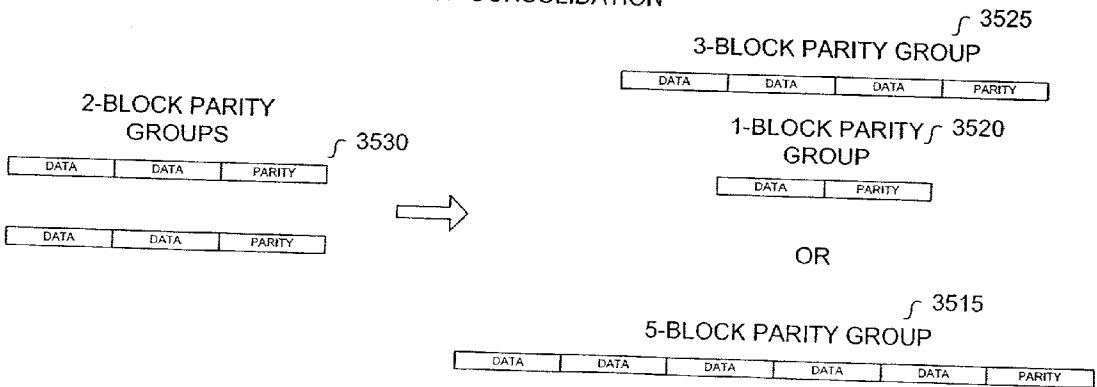 CONSOLIDATION
3525
3-BLOCK PARITY GROUP
DATA DATA DATA PARITY
2-BLOCK PARITY
GROUPS
3530
DATA DATA PARITY
DATA DATA PARITY
1-BLOCK PARITY 3520
GROUP
DATA PARITY
OR
3515
5-BLOCK PARITY GROUP
DATA DATA DATA DATA DATA PARITY